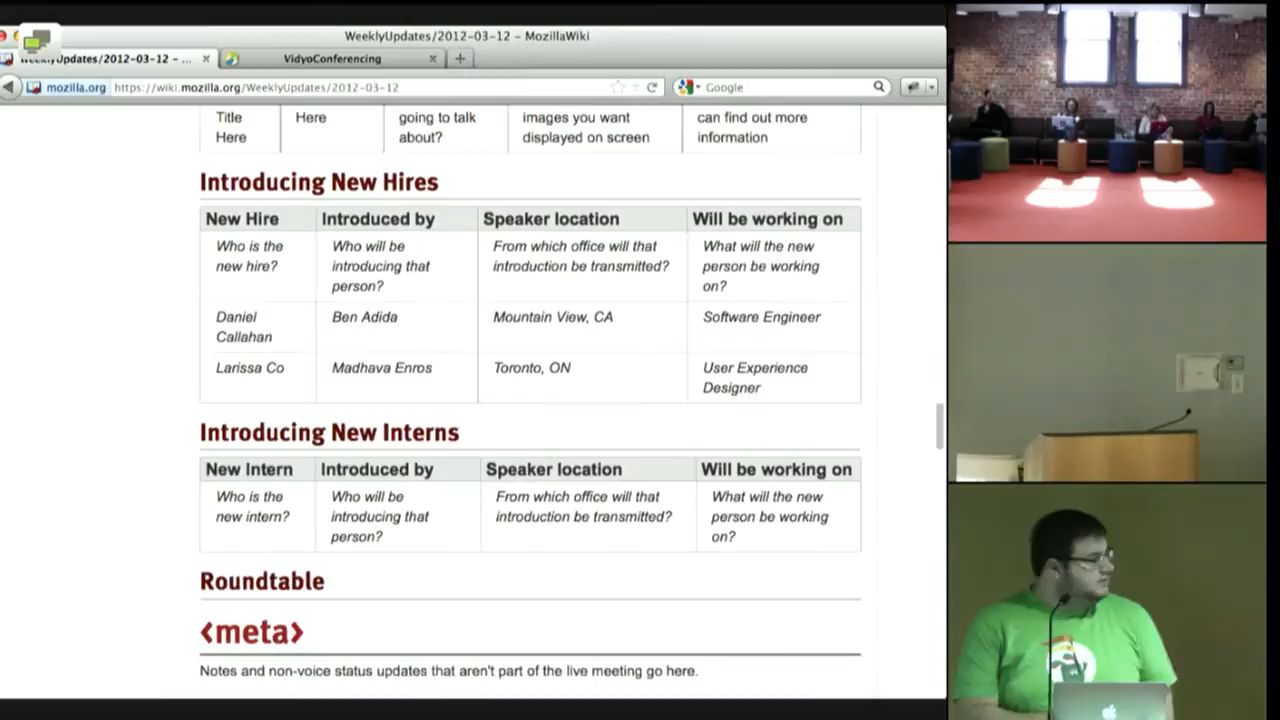 WeeklyUpdates/2012-03-12 - MozillaWiki
WeeklyUpdates/2012-03-12 - ...
VidyoConferencing
mozilla.org https://wiki.mozilla.org/WeeklyUpdates/2012-03-12
Google
Title Here
Here
going to talk about?
images you want displayed on screen
can find out more information
Introducing New Hires
New Hire Introduced by Speaker location Will be working on
Who is the new hire?
Who will be introducing that person?
From which office will that introduction be transmitted?
What will the new person be working on?
Daniel Callahan
Ben Adida
Mountain View, CA
Software Engineer
Larissa Co
Madhava Enros
Toronto, ON
User Experience Designer
Introducing New Interns
New Intern Introduced by Speaker location Will be working on
Who is the new intern?
Who will be introducing that person?
From which office will that introduction be transmitted?
What will the new person be working on?
Roundtable
<meta>
Notes and non-voice status updates that aren't part of the live meeting go here.